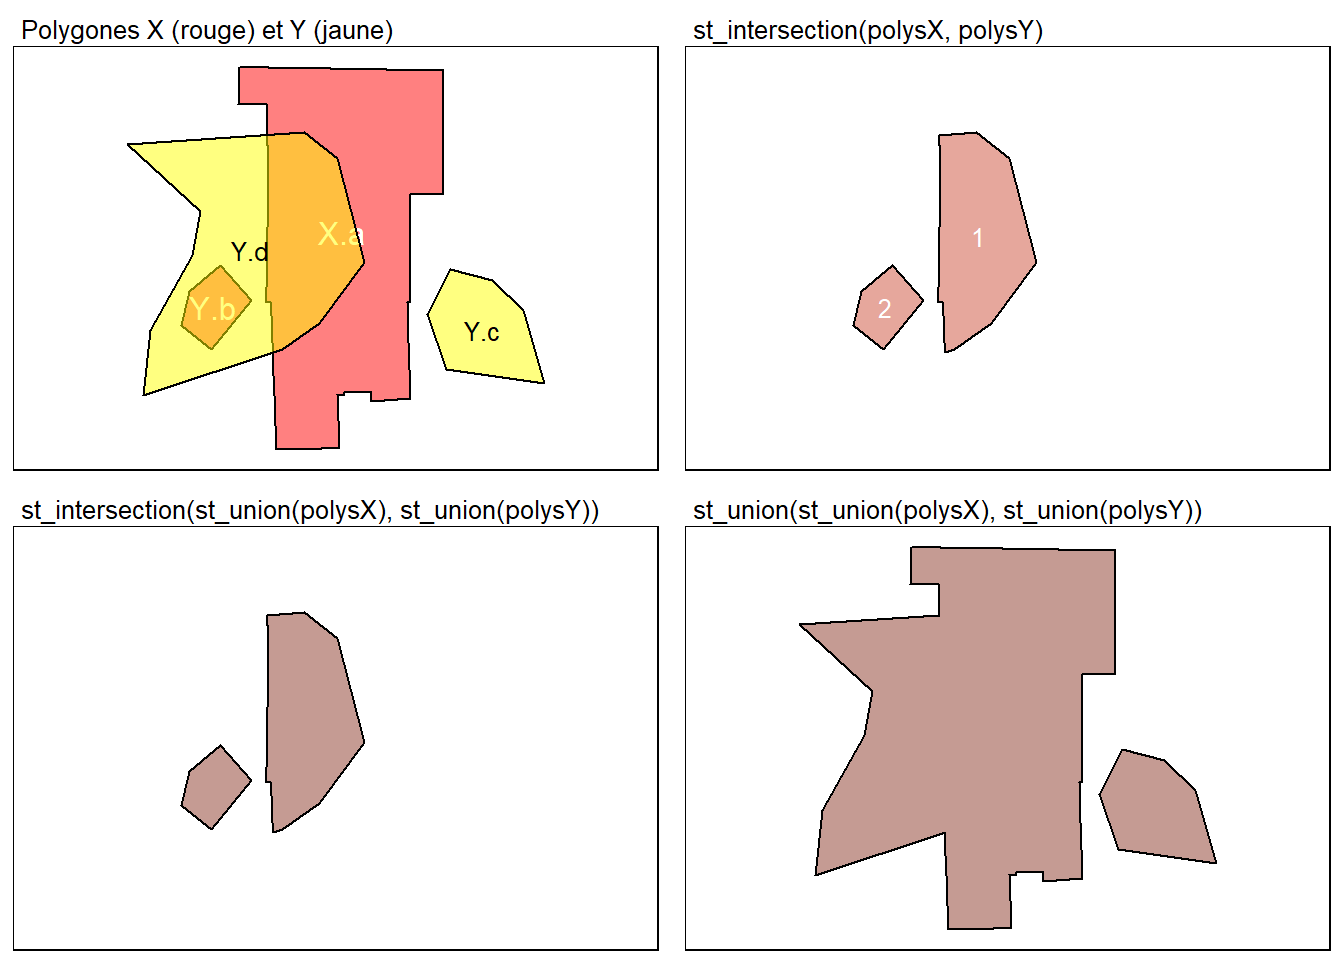 Polygones X (rouge) et Y (jaune)
X.a
Y.d
Y.b
Y.c
st_intersection(polysX, polysY)
1
2
st_intersection(st_union(polysX), st_union(polysY))
st_union(st_union(polysX), st_union(polysY))